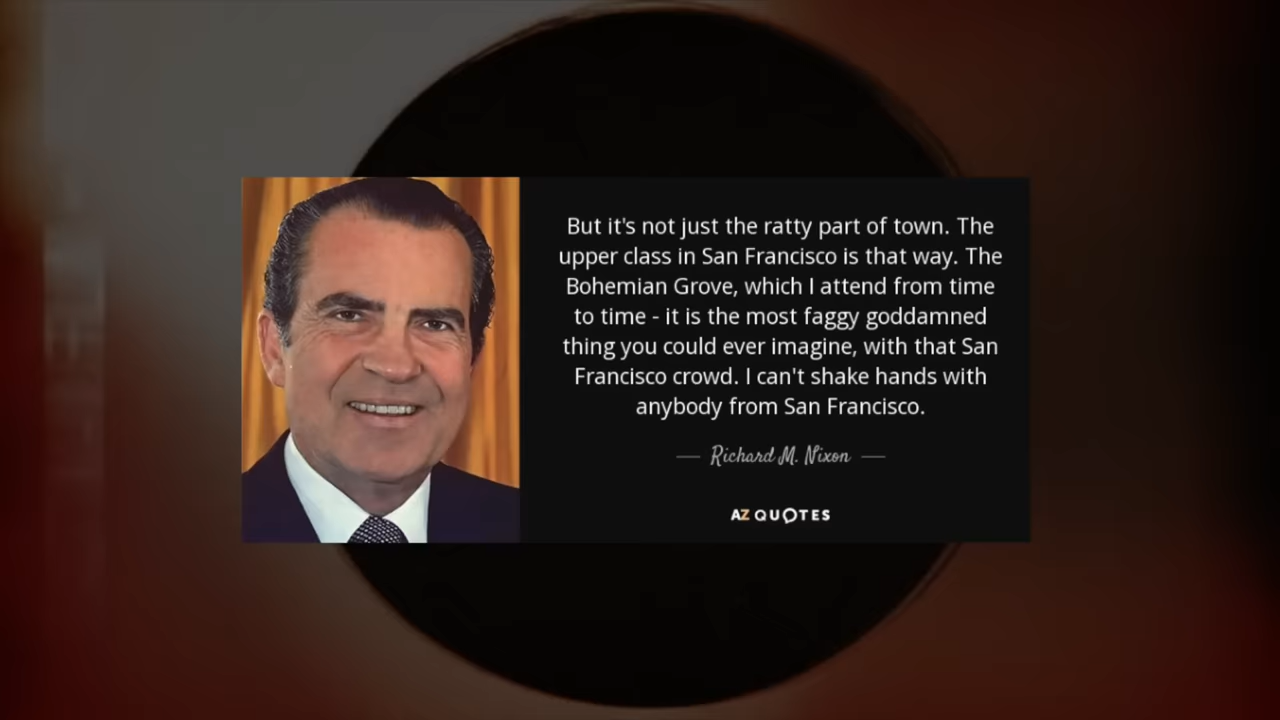 But it's not just the ratty part of town. The
upper class in San Francisco is that way. The
Bohemian Grove, which I attend from time
to time - it is the most faggy goddamned
thing you could ever imagine, with that San
Francisco crowd. I can't shake hands with
anybody from San Francisco.
Richard M. Nixon
AZ QUOTES